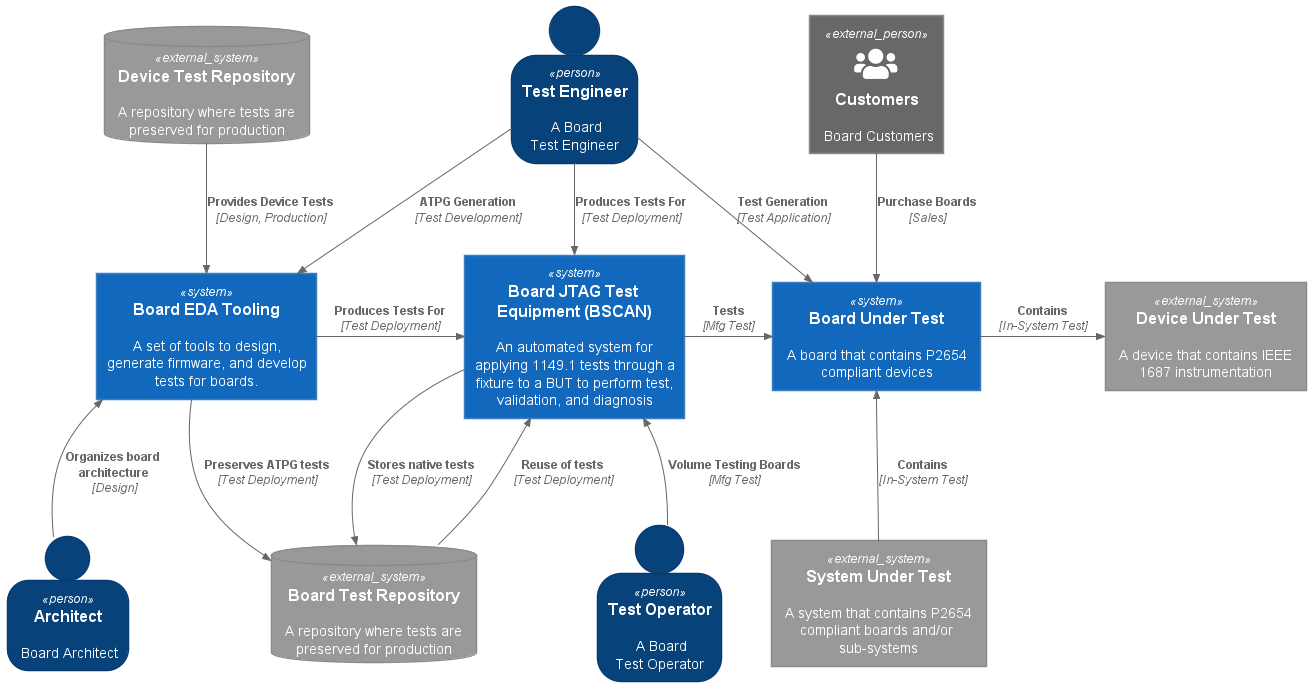 «external_system»
Device Test Repository
A repository where tests are
preserved for production
«person»
Test Engineer
A Board
Test Engineer
«external_person»
Customers
Board Customers
Provides Device Tests
[Design, Production]
ATPG Generation
[Test Development]
Produces Tests For
[Test Deployment]
Test Generation
[Test Application]
Purchase Boards
[Sales]
«system»
Board EDA Tooling
A set of tools to design,
generate firmware, and develop
tests for boards.
Produces Tests For
[Test Deployment]
«system»
Board JTAG Test
Equipment (BSCAN)
An automated system for
applying 1149.1 tests through a
fixture to a BUT to perform test,
validation, and diagnosis
Tests
[Mfg Test]
«system»
Board Under Test
A board that contains P2654
compliant devices
Contains
[In-System Test]
«external_system»
Device Under Test
A device that contains IEEE
1687 instrumentation
Organizes board
architecture
[Design]
Preserves ATPG tests
[Test Deployment]
Stores native tests
[Test Deployment]
Reuse of tests
[Test Deployment]
Volume Testing Boards
[Mfg Test]
Contains
[In-System Test]
«person»
Architect
Board Architect
«external_system»
Board Test Repository
A repository where tests are
preserved for production
«person»
Test Operator
A Board
Test Operator
«external_system»
System Under Test
A system that contains P2654
compliant boards and/or
sub-systems